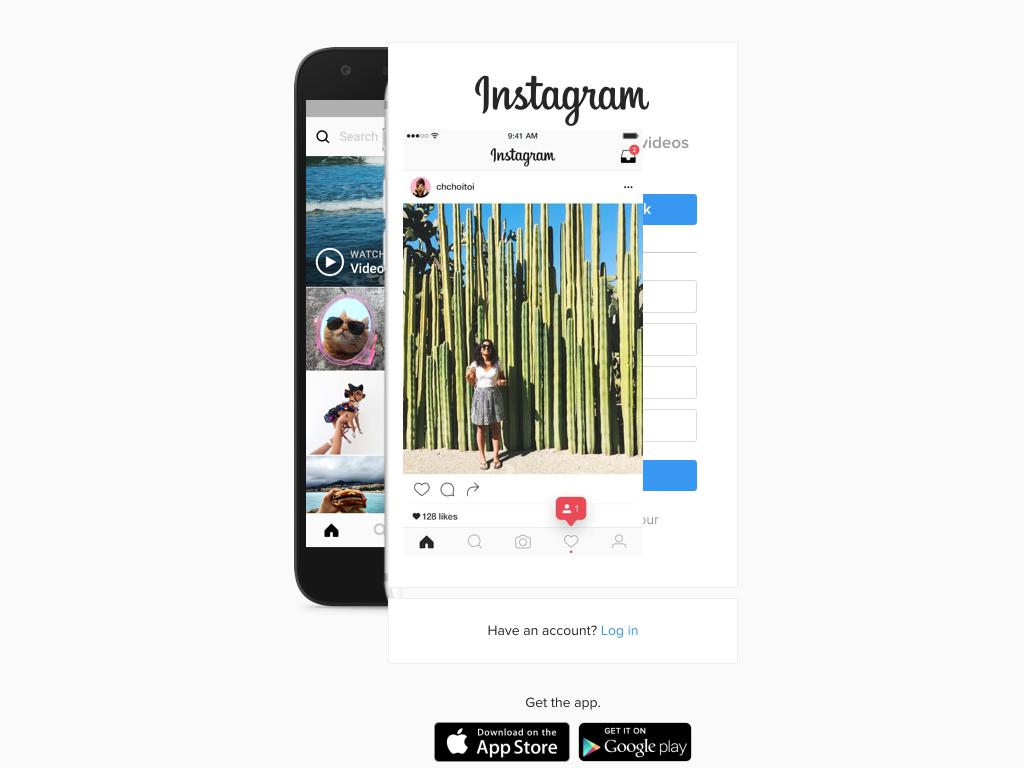 Instagram
Search
9:41 AM
videos
Instagram
2
chchoitoi
k
WATCH
Video
128 likes
1
our
Have an account? Log in
Get the app.
Download on the
App Store
GET IT ON
Google play